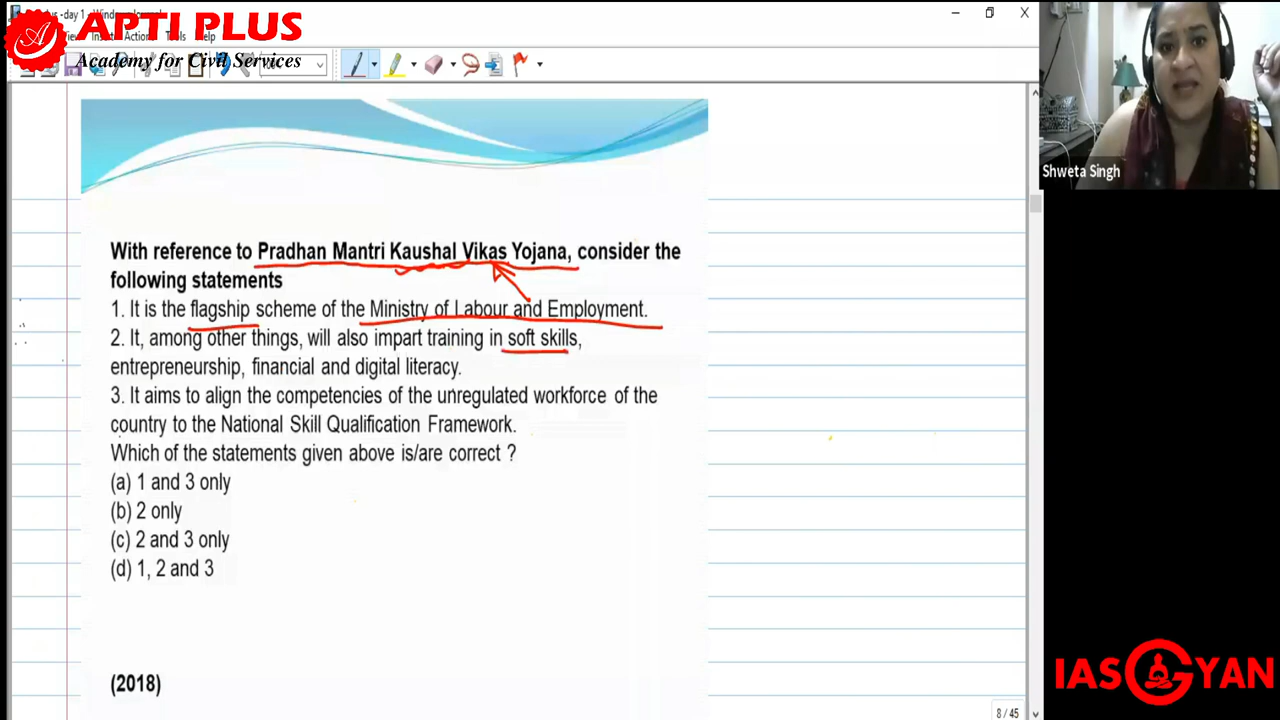 APTI PLUS
Academy for Civil Services
Shweta Singh
With reference to Pradhan Mantri Kaushal Vikas Yojana, consider the
following statements
1. It is the flagship scheme of the Ministry of Labour and Employment.
2. It, among other things, will also impart training in soft skills,
entrepreneurship, financial and digital literacy.
3. It aims to align the competencies of the unregulated workforce of the
country to the National Skill Qualification Framework.
Which of the statements given above is/are correct ?
(a) 1 and 3 only
(b) 2 only
(c) 2 and 3 only
(d) 1, 2 and 3
(2018)
8 / 45
IAS GYAN